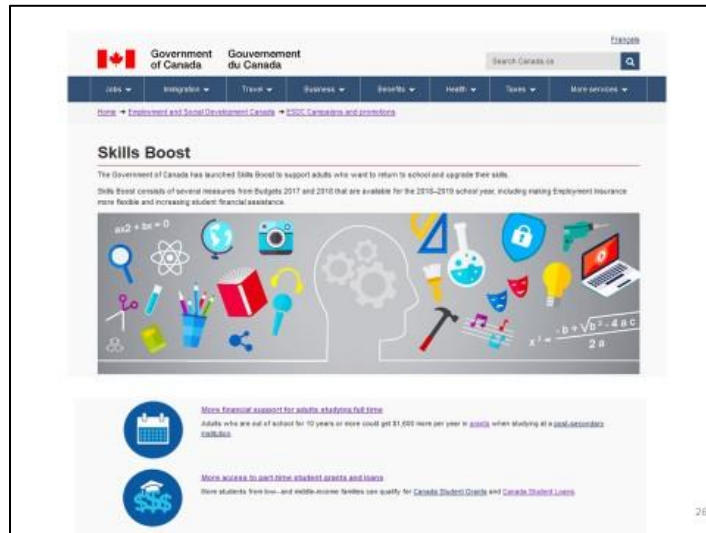 Français
Government of Canada
Gouvernement du Canada
Search Canada.ca
Jobs Immigration Travel Business Benefits Health Taxes More services
Home → Employment and Social Development Canada → ESDC Campaigns and promotions
Skills Boost
The Government of Canada has launched Skills Boost to support adults who want to return to school and upgrade their skills.
Skills Boost consists of several measures from Budgets 2017 and 2018 that are available for the 2018–2019 school year, including making Employment Insurance
more flexible and increasing student financial assistance.
ax2 + bx = 0
x² = -b+√b²-4ac
2a
More financial support for adults studying full time
Adults who are out of school for 10 years or more could get $1,600 more per year in grants when studying at a post-secondary
institution.
More access to part-time student grants and loans
More students from low– and middle-income families can qualify for Canada Student Grants and Canada Student Loans.
$$$
26